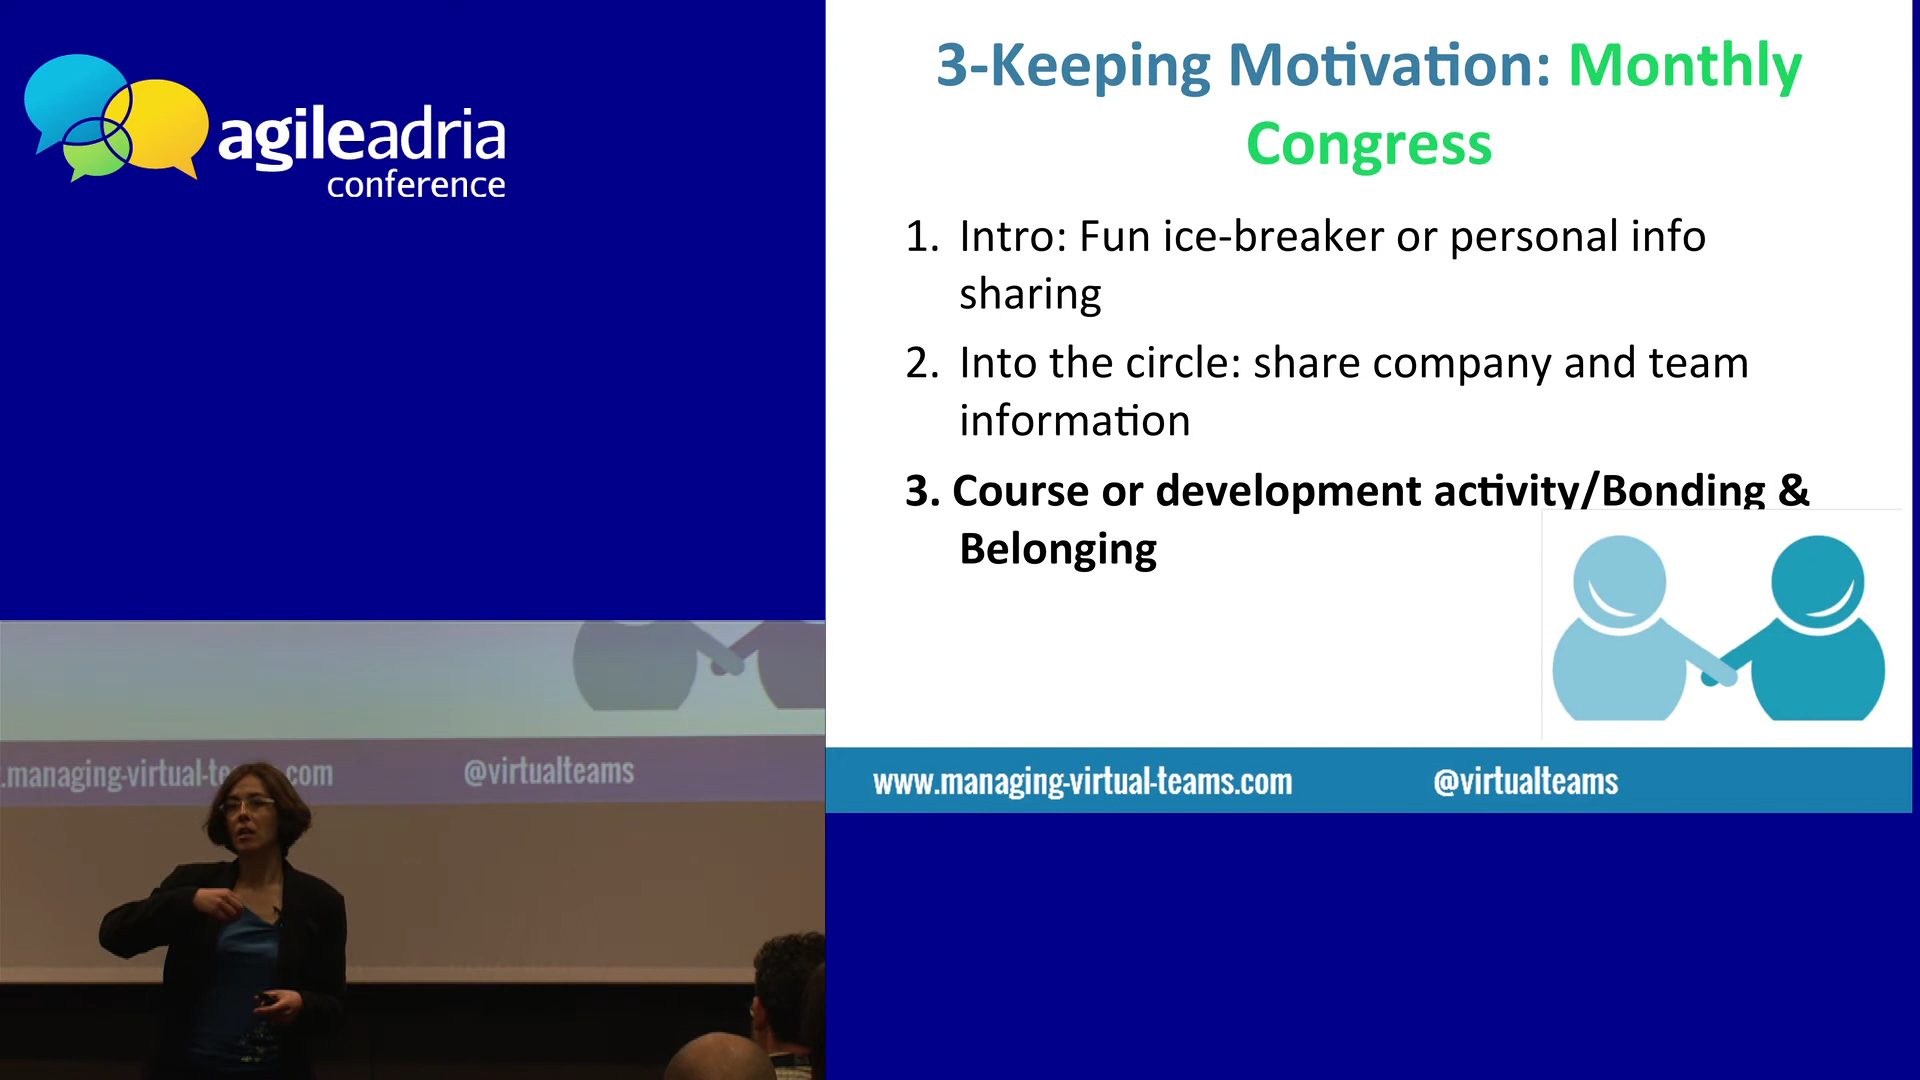 agileadria
conference
3-Keeping Motivation: Monthly
Congress
1. Intro: Fun ice-breaker or personal info
sharing
2. Into the circle: share company and team
information
3. Course or development activity/Bonding &
Belonging
www.managing-virtual-teams.com @virtualteams
.managing-virtual-te com @virtualteams